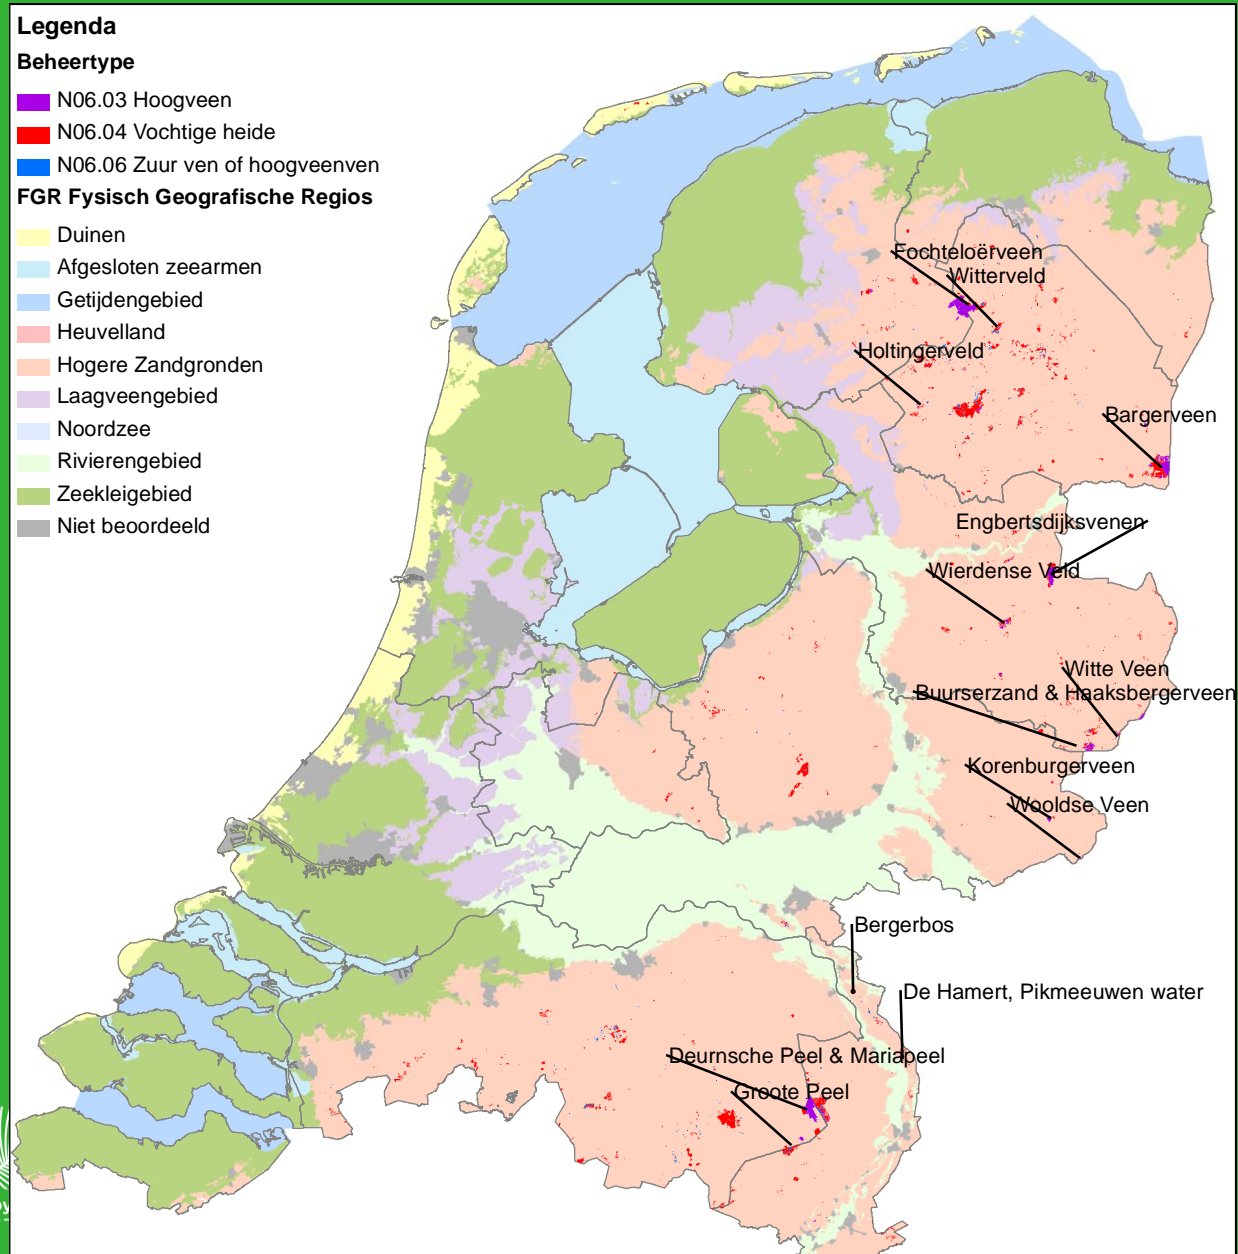 Legenda
Beheertype
N06.03 Hoogveen
N06.04 Vochtige heide
N06.06 Zuur ven of hoogveenven
FGR Fysisch Geografische Regios
Duinen
Afgesloten zeearmen
Getijdengebied
Heuvelland
Hogere Zandgronden
Laagveengebied
Noordzee
Rivierengebied
Zeekleigebied
Niet beoordeeld
Fochteloërveen
Witterveld
Holtingerveld
Bargerveen
Engbertsdijksvenen
Wierdense Veld
Witte Veen
Buurserzand & Haaksbergerveen
Korenburgerveen
Wooldse Veen
Bergerbos
De Hamert, Pikmeeuwen water
Deurnsche Peel & Mariapeel
Groote Peel